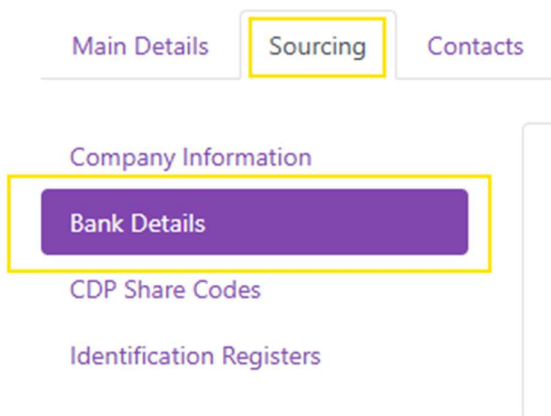 Main Details Sourcing Contacts
Company Information
Bank Details
CDP Share Codes
Identification Registers